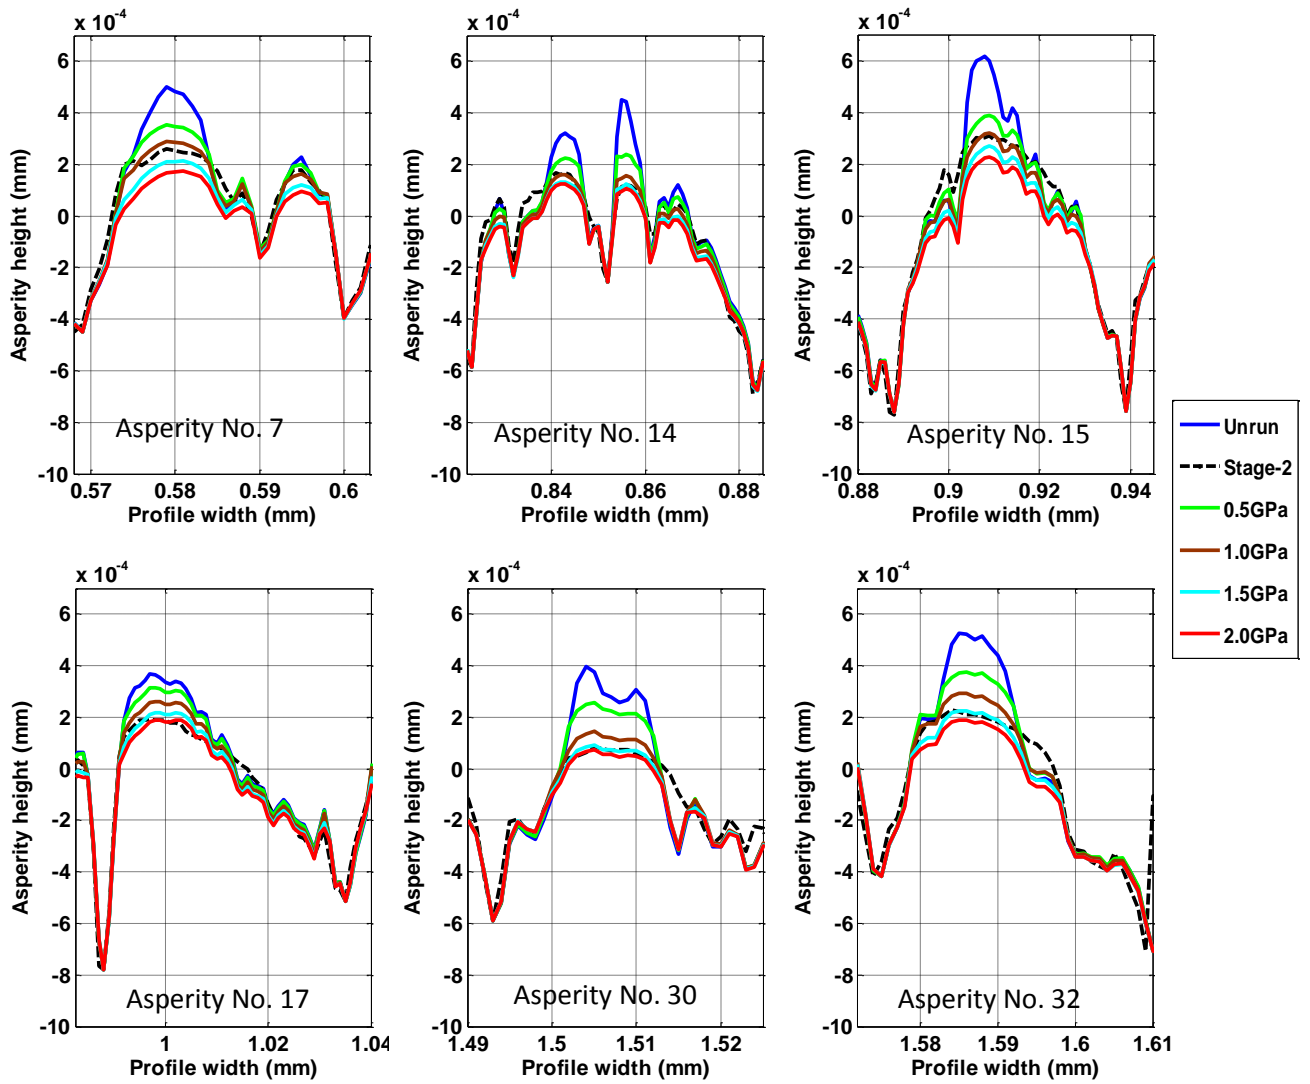 x 10-4
6
4
2
0
-2
-4
-6
-8
-10
0.57 0.58 0.59 0.6
Asperity height (mm)
Profile width (mm)
Asperity No. 7
x 10-4
6
4
2
0
-2
-4
-6
-8
-10
0.84 0.86 0.88
Asperity height (mm)
Profile width (mm)
Asperity No. 14
x 10-4
6
4
2
0
-2
-4
-6
-8
-10
0.88 0.9 0.92 0.94
Asperity height (mm)
Profile width (mm)
Asperity No. 15
Unrun
Stage-2
0.5GPa
1.0GPa
1.5GPa
2.0GPa
x 10-4
6
4
2
0
-2
-4
-6
-8
-10
1 1.02 1.04
Asperity height (mm)
Profile width (mm)
Asperity No. 17
x 10-4
6
4
2
0
-2
-4
-6
-8
-10
1.49 1.5 1.51 1.52
Asperity height (mm)
Profile width (mm)
Asperity No. 30
x 10-4
6
4
2
0
-2
-4
-6
-8
-10
1.58 1.59 1.6 1.61
Asperity height (mm)
Profile width (mm)
Asperity No. 32